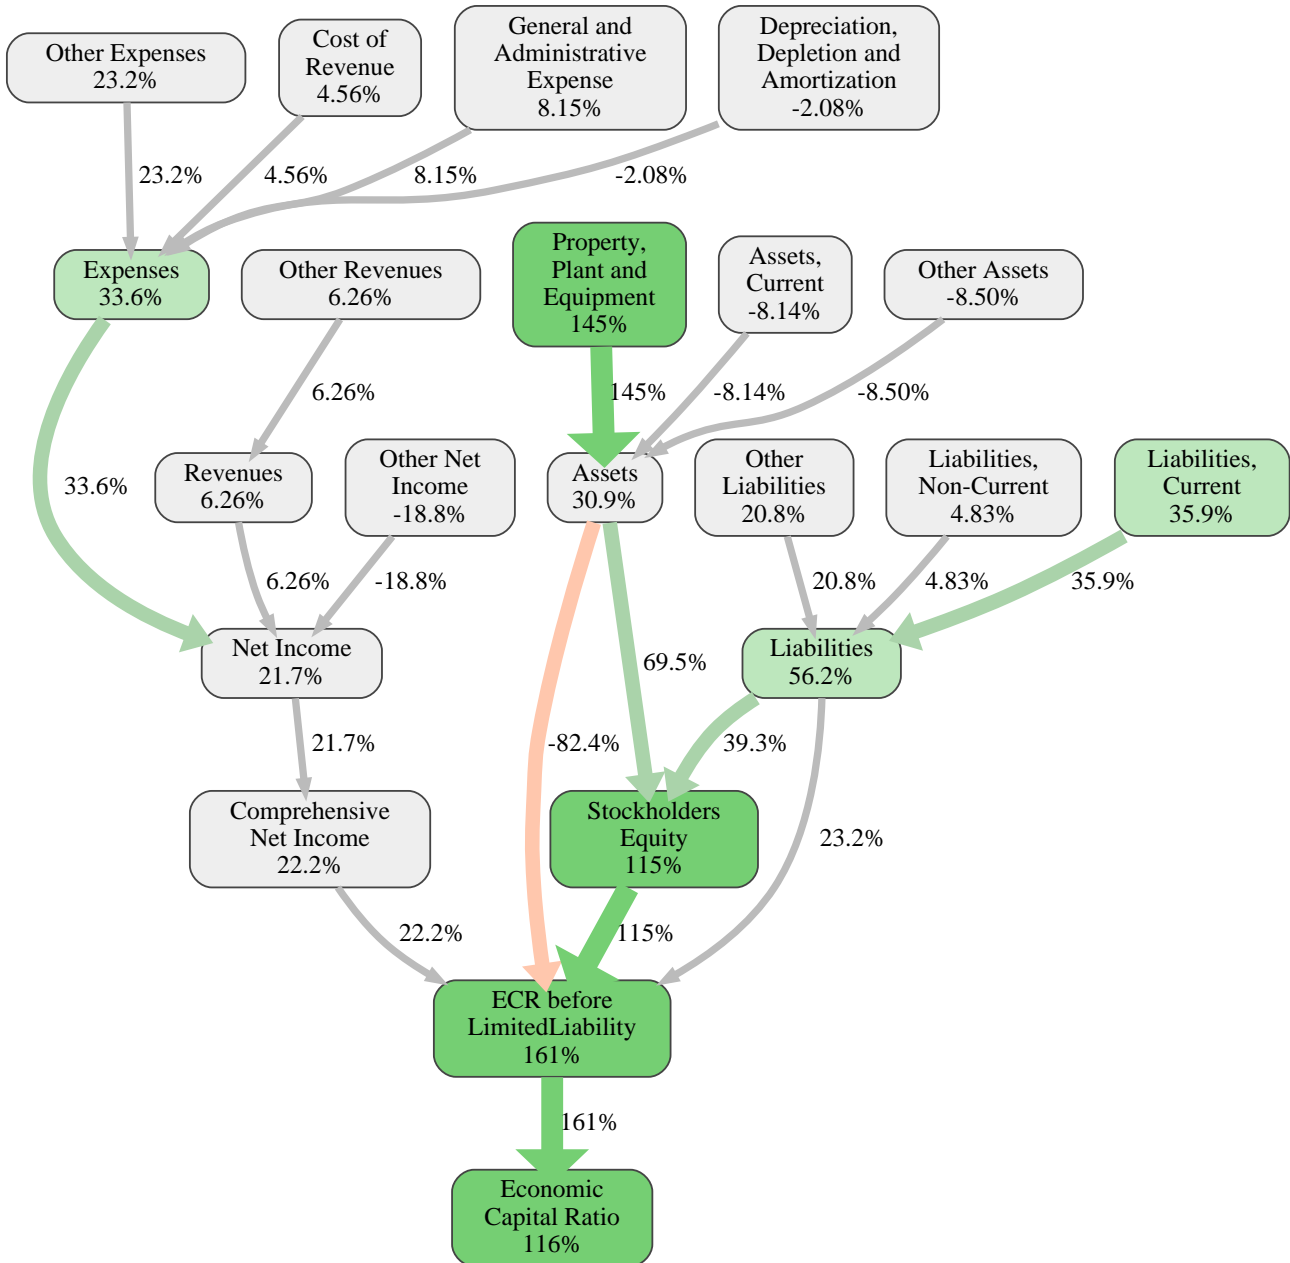 Other Expenses
23.2%
Cost of
Revenue
4.56%
General and
Administrative
Expense
8.15%
Depreciation,
Depletion and
Amortization
-2.08%
23.2%
4.56%
8.15%
-2.08%
Expenses
33.6%
Other Revenues
6.26%
Property,
Plant and
Equipment
145%
Assets,
Current
-8.14%
Other Assets
-8.50%
6.26%
145%
-8.14%
-8.50%
33.6%
Revenues
6.26%
Other Net
Income
-18.8%
Assets
30.9%
Other
Liabilities
20.8%
Liabilities,
Non-Current
4.83%
Liabilities,
Current
35.9%
6.26%
-18.8%
20.8%
4.83%
35.9%
Net Income
21.7%
69.5%
Liabilities
56.2%
21.7%
-82.4%
39.3%
Comprehensive
Net Income
22.2%
Stockholders
Equity
115%
23.2%
22.2%
115%
ECR before
LimitedLiability
161%
161%
Economic
Capital Ratio
116%